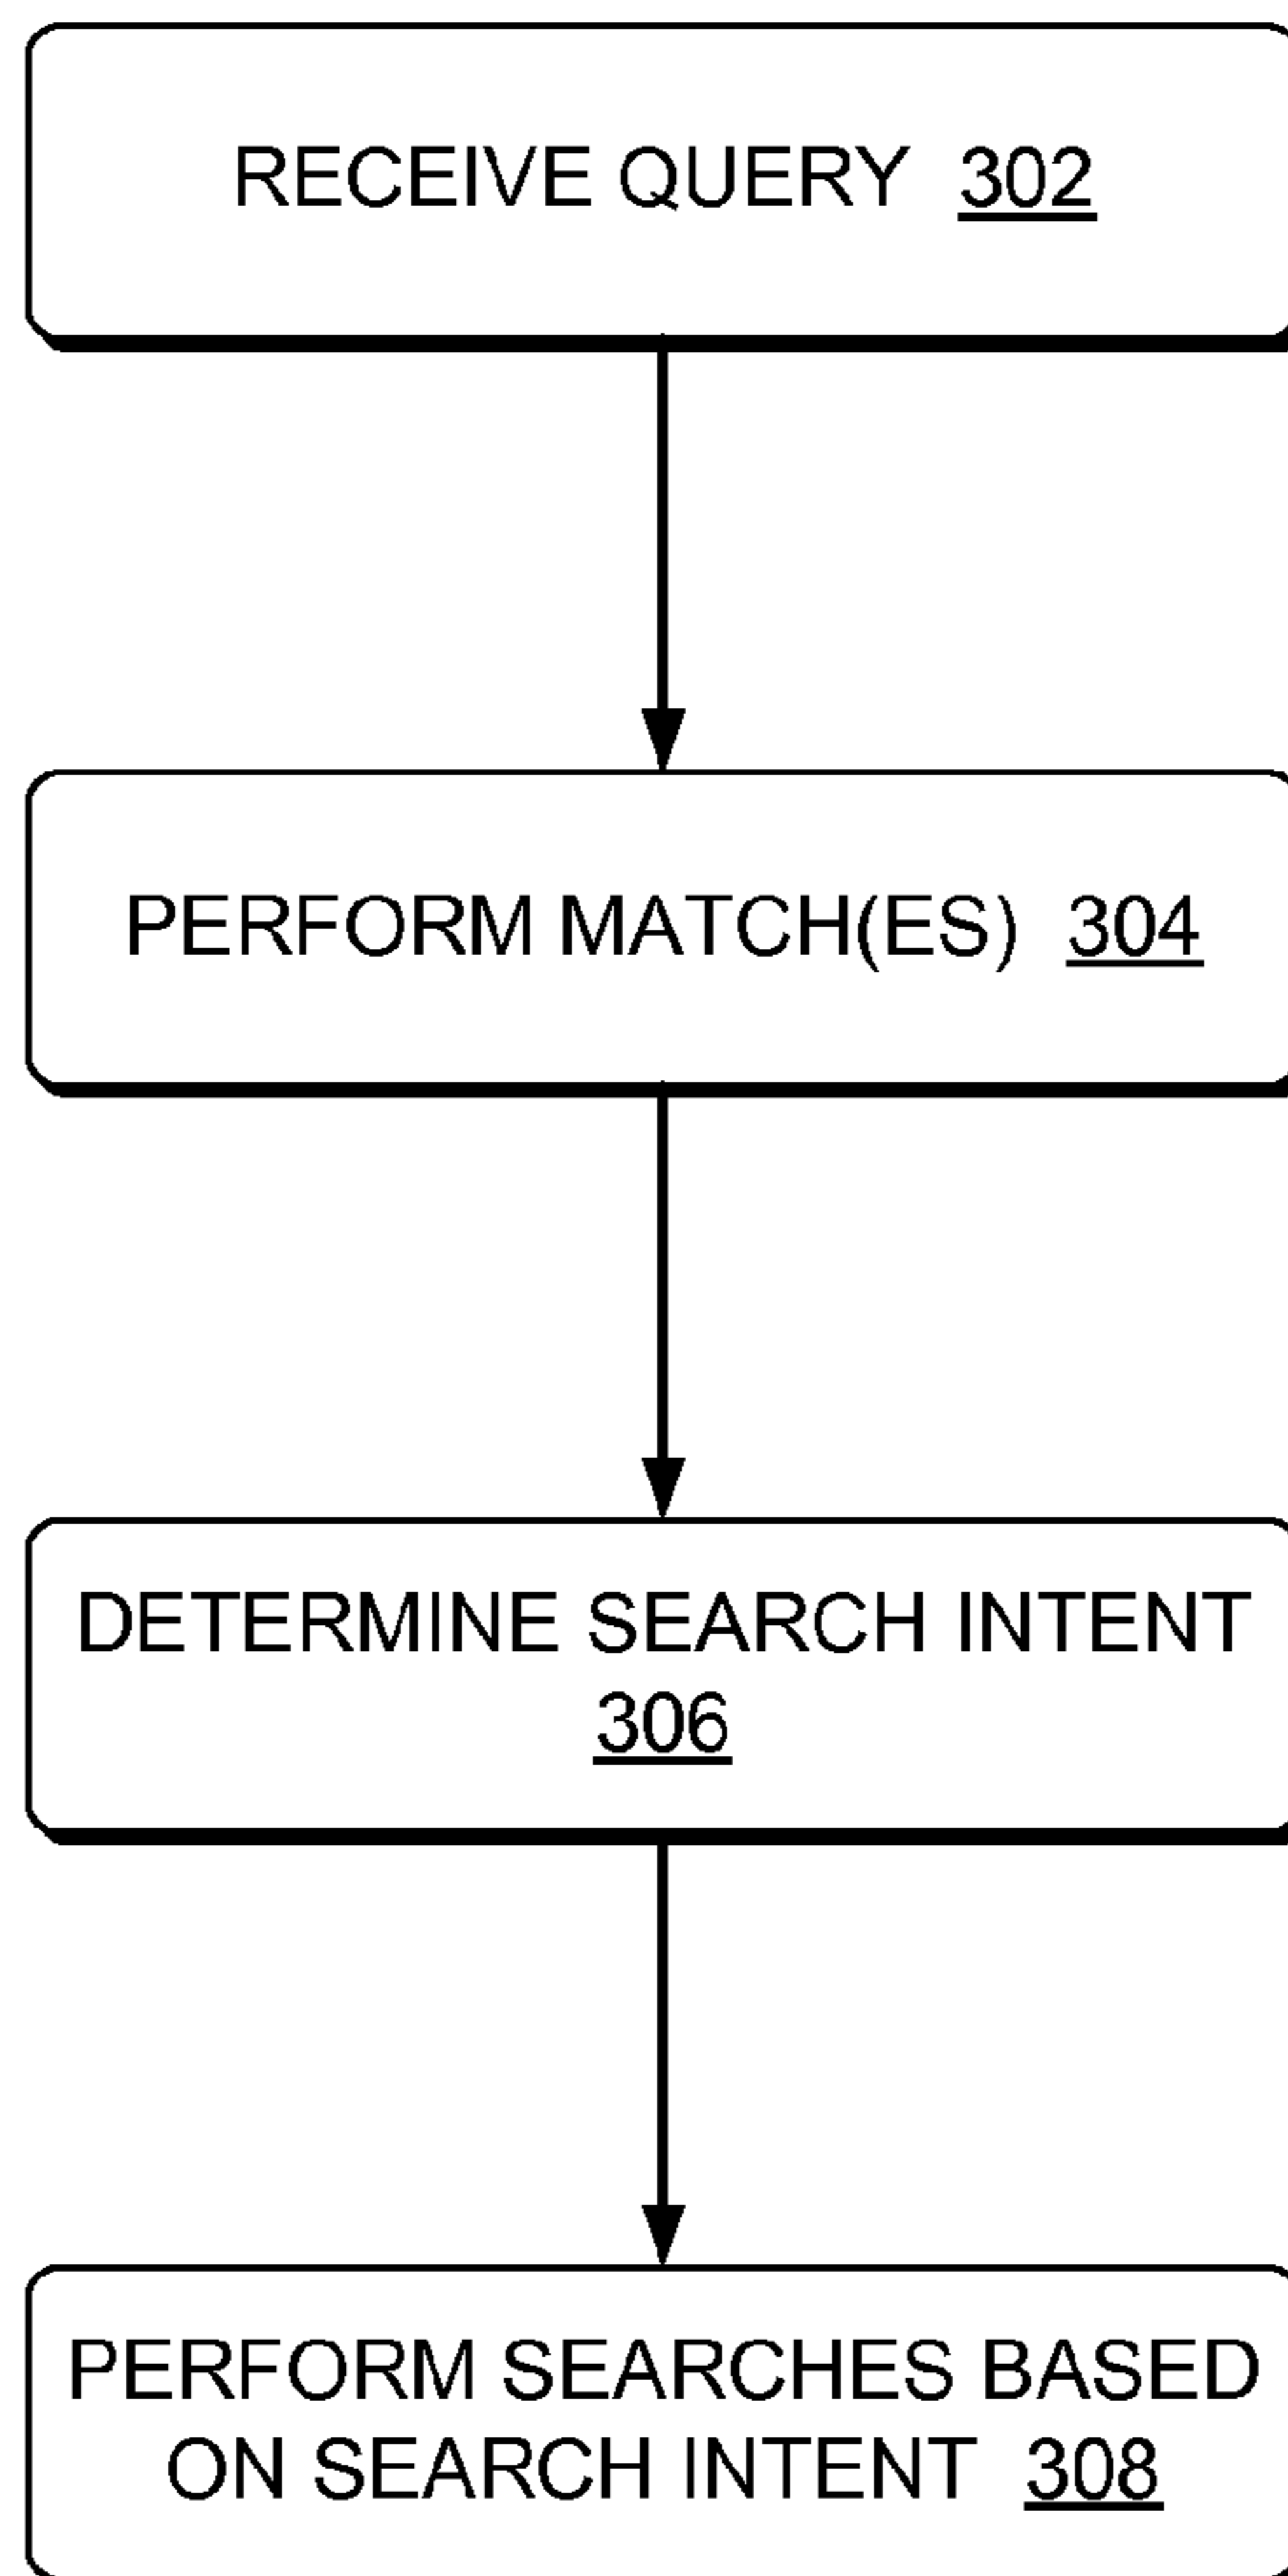 RECEIVE QUERY 302
PERFORM MATCH(ES) 304
DETERMINE SEARCH INTENT
306
PERFORM SEARCHES BASED
ON SEARCH INTENT 308